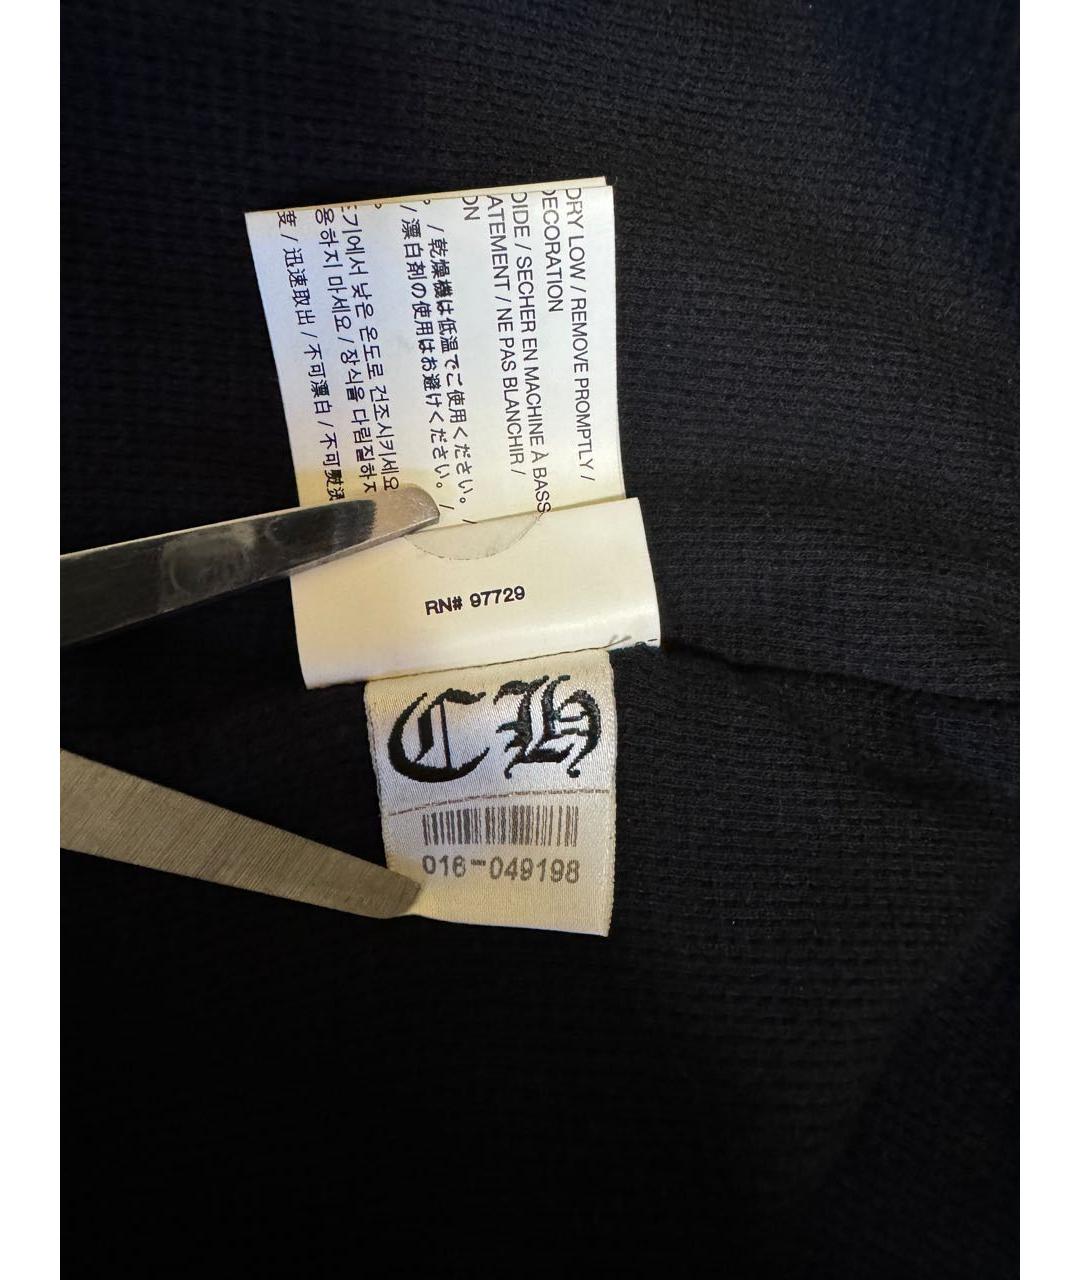 DRY LOW / REMOVE PROMPTLY /
DECORATION
OIDE / SECHER EN MACHINE À BASS
ATEMENT / NE PAS BLANCHIR /
ON
/ 乾燥機は低温でご使用ください。 /
/ 漂白剤の使用はお避けください。 /
기에서 낮은 온도로 건조시키세요
용하지 마세요 / 장식을 다림질하지
度 / 迅速取出 / 不可漂白 / 不可熨烫
RN# 97729
CH
016-049198